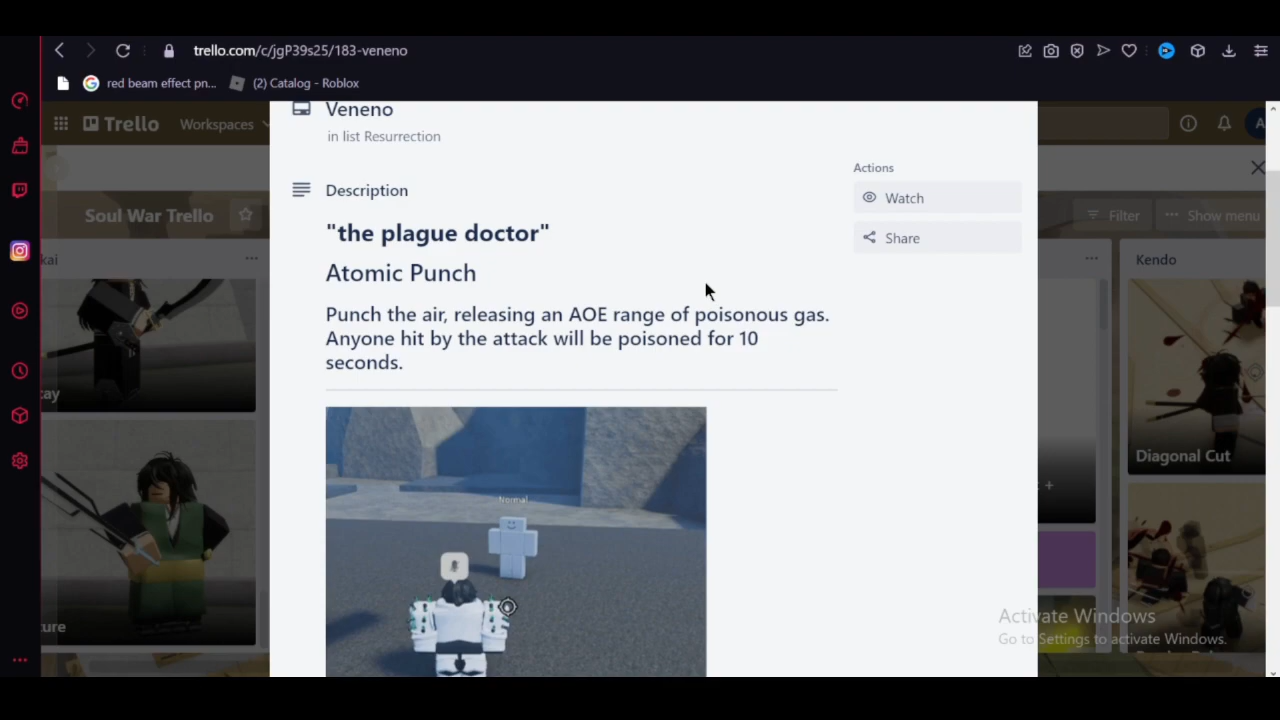 trello.com/c/jgP39s25/183-veneno
red beam effect pn...
(2) Catalog - Roblox
Trello
Workspaces
Veneno
in list Resurrection
Actions
Watch
Share
Description
"the plague doctor"
Atomic Punch
Punch the air, releasing an AOE range of poisonous gas.
Anyone hit by the attack will be poisoned for 10
seconds.
Normal
Soul War Trello
Filter
Show menu
kai
Kendo
cay
Diagonal Cut
ure
Activate Windows
Go to Settings to activate Windows.
A